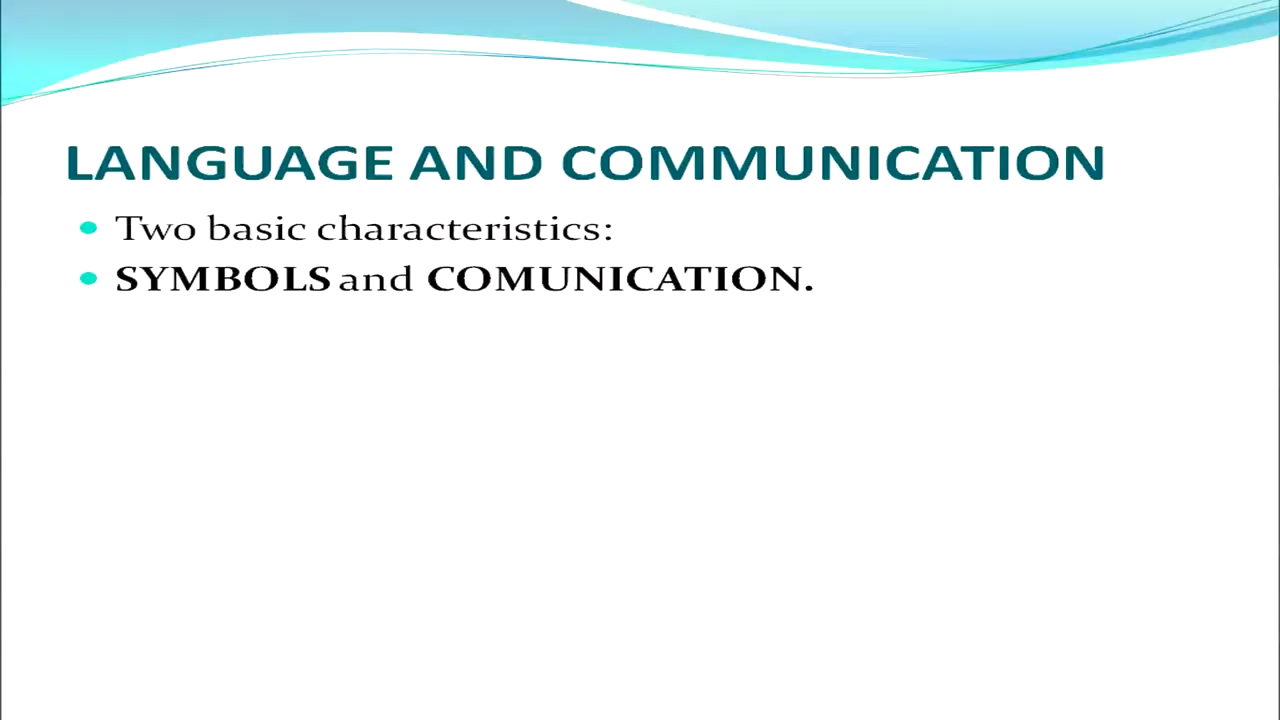 LANGUAGE AND COMMUNICATION
• Two basic characteristics:
• SYMBOLS and COMUNICATION.